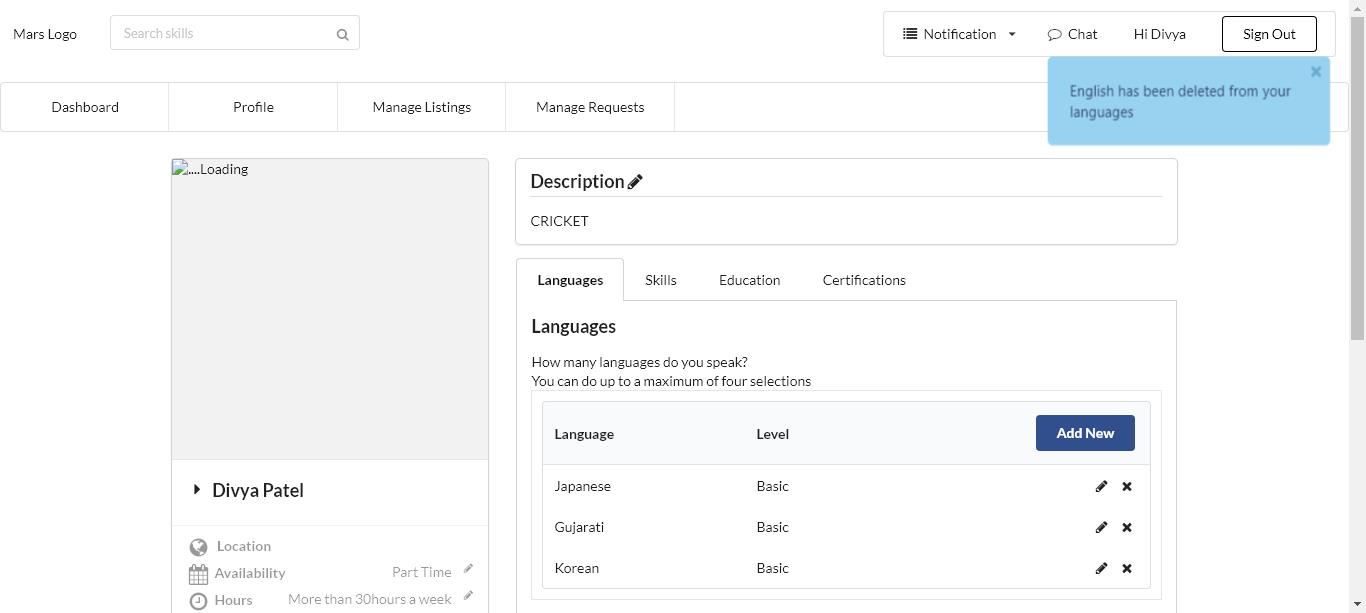 Mars Logo
Search skills
Notification
Chat
Hi Divya
Sign Out
English has been deleted from your
languages
Dashboard
Profile
Manage Listings
Manage Requests
....Loading
Description
CRICKET
Languages
Skills
Education
Certifications
Languages
How many languages do you speak?
You can do up to a maximum of four selections
Language Level Add New
Japanese Basic
Gujarati Basic
Korean Basic
Divya Patel
Location
Availability Part Time
Hours More than 30hours a week